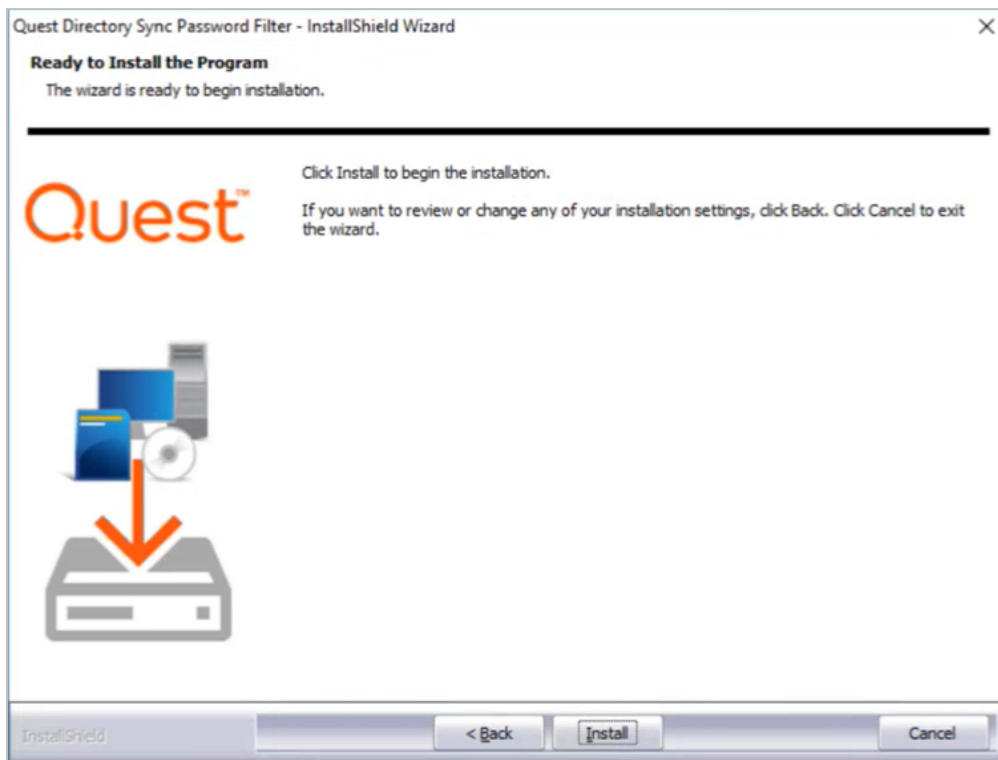 Quest Directory Sync Password Filter - InstallShield Wizard
Ready to Install the Program
The wizard is ready to begin installation.
Quest™
Click Install to begin the installation.
If you want to review or change any of your installation settings, click Back. Click Cancel to exit
the wizard.
InstallShield
< Back
Install
Cancel